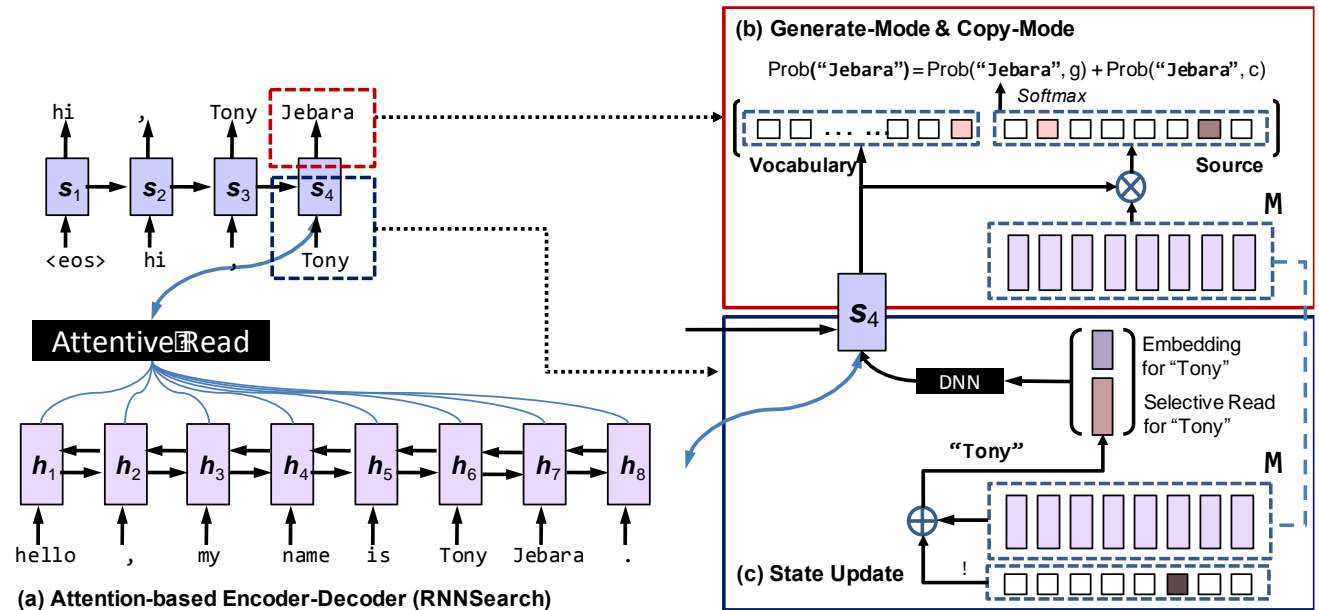 hi , Tony Jebara
s1 s2 s3 s4
<eos> hi , Tony
Attentive Read
h1 h2 h3 h4 h5 h6 h7 h8
hello , my name is Tony Jebara .
(a) Attention-based Encoder-Decoder (RNNSearch)
(b) Generate-Mode & Copy-Mode
Prob(“Jebara”) = Prob(“Jebara”, g) + Prob(“Jebara”, c)
Softmax
... ...
Vocabulary
Source
M
s4
Embedding
for “Tony”
DNN
Selective Read
for “Tony”
“Tony”
M
!
(c) State Update